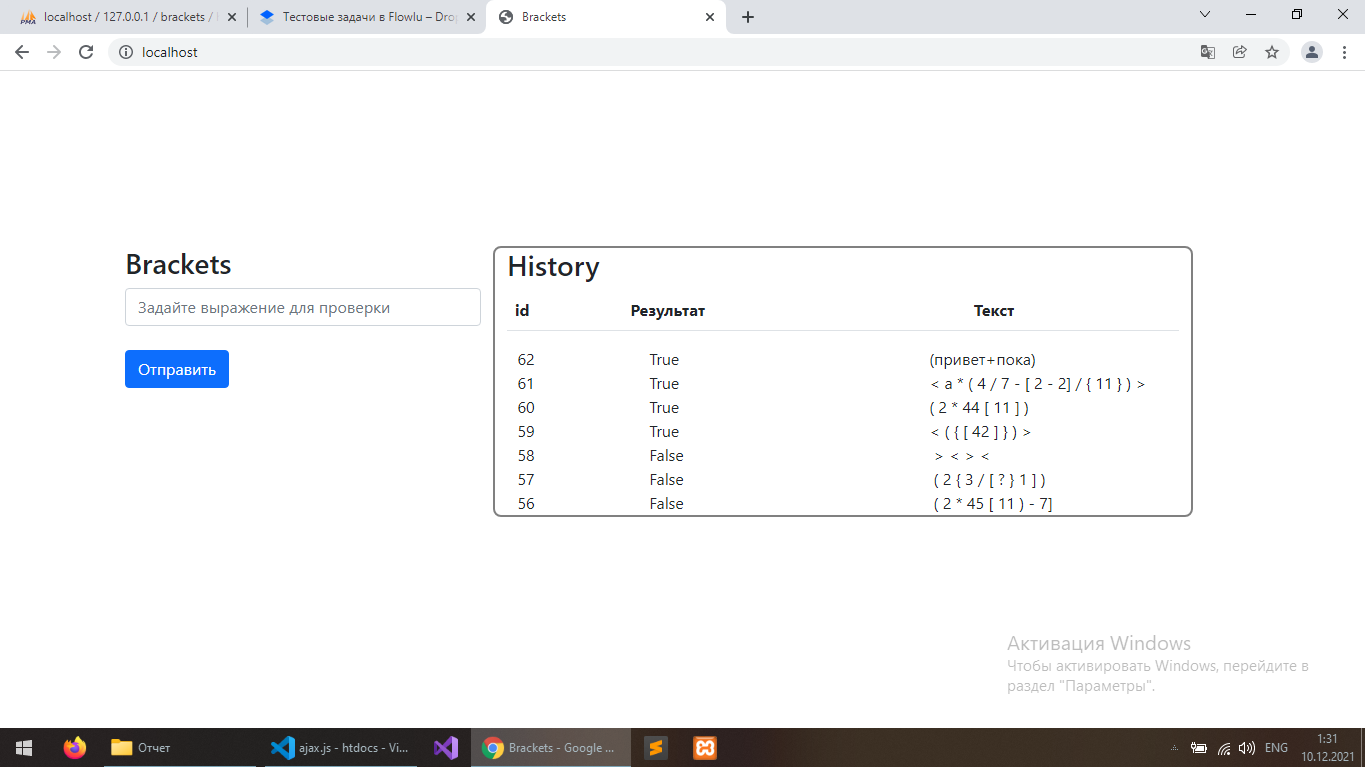 localhost / 127.0.0.1 / brackets /
Тестовые задачи в Flowlu – Dro
Brackets
localhost
Brackets
Задайте выражение для проверки
Отправить
History
id Результат Текст
62 True (привет+пока)
61 True < a * ( 4 / 7 - [ 2 - 2] / { 11 } ) >
60 True ( 2 * 44 [ 11 ] )
59 True < ( { [ 42 ] } ) >
58 False > < > <
57 False ( 2 { 3 / [ ? } 1 ] )
56 False ( 2 * 45 [ 11 ) - 7]
Активация Windows
Чтобы активировать Windows, перейдите в
раздел "Параметры".
Отчет
ajax.js - htdocs - Vi...
Brackets - Google ...
ENG
1:31
10.12.2021